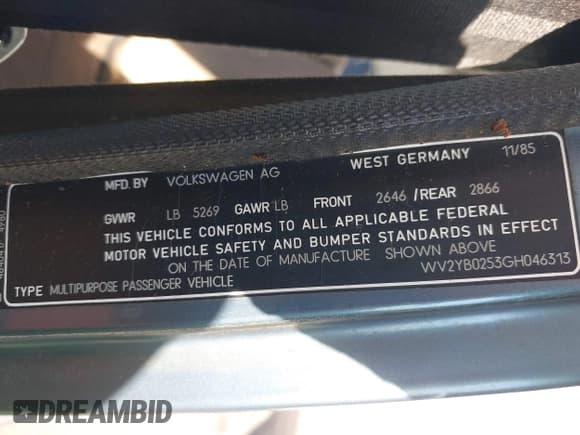 MFD. BY VOLKSWAGEN AG WEST GERMANY 11/85
GVWR LB 5269 GAWR LB FRONT 2646 /REAR 2866
THIS VEHICLE CONFORMS TO ALL APPLICABLE FEDERAL
MOTOR VEHICLE SAFETY AND BUMPER STANDARDS IN EFFECT
ON THE DATE OF MANUFACTURE SHOWN ABOVE
WV2YB0253GH046313
TYPE MULTIPURPOSE PASSENGER VEHICLE
DREAMBID